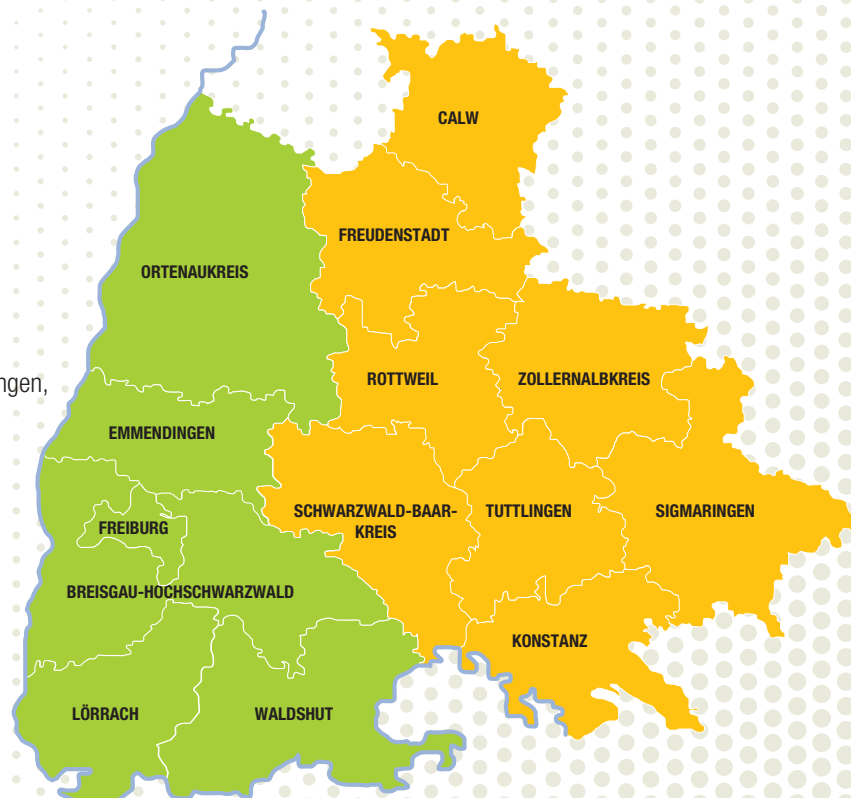 CALW
FREUDENSTADT
ORTENAUKREIS
ROTTWEIL
ZOLLERNALBKREIS
ngen,
EMMENDINGEN
SCHWARZWALD-BAAR-
KREIS
TUTTLINGEN
SIGMARINGEN
FREIBURG
BREISGAU-HOCHSCHWARZWALD
KONSTANZ
LÖRRACH
WALDSHUT